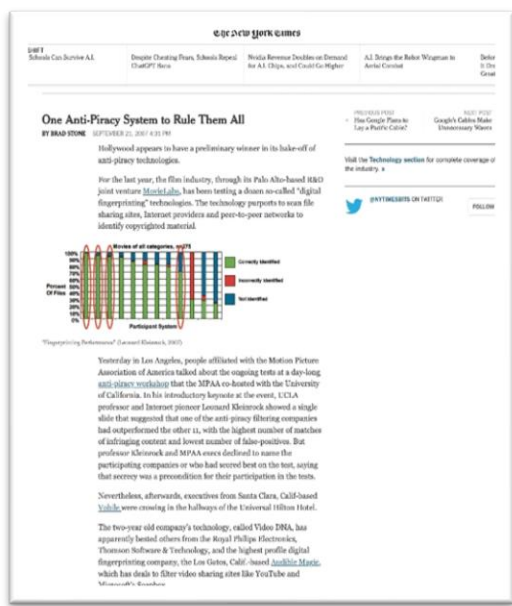 The New York Times
SHIFT
Schools Can Survive A.I.
Despite Cheating Fears, Schools Repeal
ChatGPT Bans
Nvidia Revenue Doubles on Demand
for A.I. Chips, and Could Go Higher
A.I. Brings the Robot Wingman to
Aerial Combat
One Anti-Piracy System to Rule Them All
BY BRAD STONE SEPTEMBER 21, 2007 4:35 PM
PREVIOUS POST
Has Google Plans to
Lay a Pacific Cable?
NEXT POST
Google's Cables Make
Unnecessary Waves
Visit the Technology section for complete coverage of
the industry. »
@NYTIMESBITS ON TWITTER
FOLLOW
Hollywood appears to have a preliminary winner in its bake-off of
anti-piracy technologies.
For the last year, the film industry, through its Palo Alto-based R&D
joint venture MovieLabs, has been testing a dozen so-called "digital
fingerprinting" technologies. The technology purports to scan file
sharing sites, Internet providers and peer-to-peer networks to
identify copyrighted material.
Movies of all categories, n=275
100%
90%
80%
70%
60%
50%
40%
30%
20%
10%
0%
Percent
Of Files
Correctly Identified
Incorrectly Identified
Not Identified
Participant System
"Fingerprinting Performance" (Leonard Kleinrock, 2007)
Yesterday in Los Angeles, people affiliated with the Motion Picture
Association of America talked about the ongoing tests at a day-long
anti-piracy workshop that the MPAA co-hosted with the University
of California. In his introductory keynote at the event, UCLA
professor and Internet pioneer Leonard Kleinrock showed a single
slide that suggested that one of the anti-piracy filtering companies
had outperformed the other 11, with the highest number of matches
of infringing content and lowest number of false-positives. But
professor Kleinrock and MPAA execs declined to name the
participating companies or who had scored best on the test, saying
that secrecy was a precondition for their participation in the tests.
Nevertheless, afterwards, executives from Santa Clara, Calif-based
Vobile were crowing in the hallways of the Universal Hilton Hotel.
The two-year old company's technology, called Video DNA, has
apparently bested others from the Royal Philips Electronics,
Thomson Software & Technology, and the highest profile digital
fingerprinting company, the Los Gatos, Calif.-based Audible Magic,
which has deals to filter video sharing sites like YouTube and
Microsoft's Soapbox.